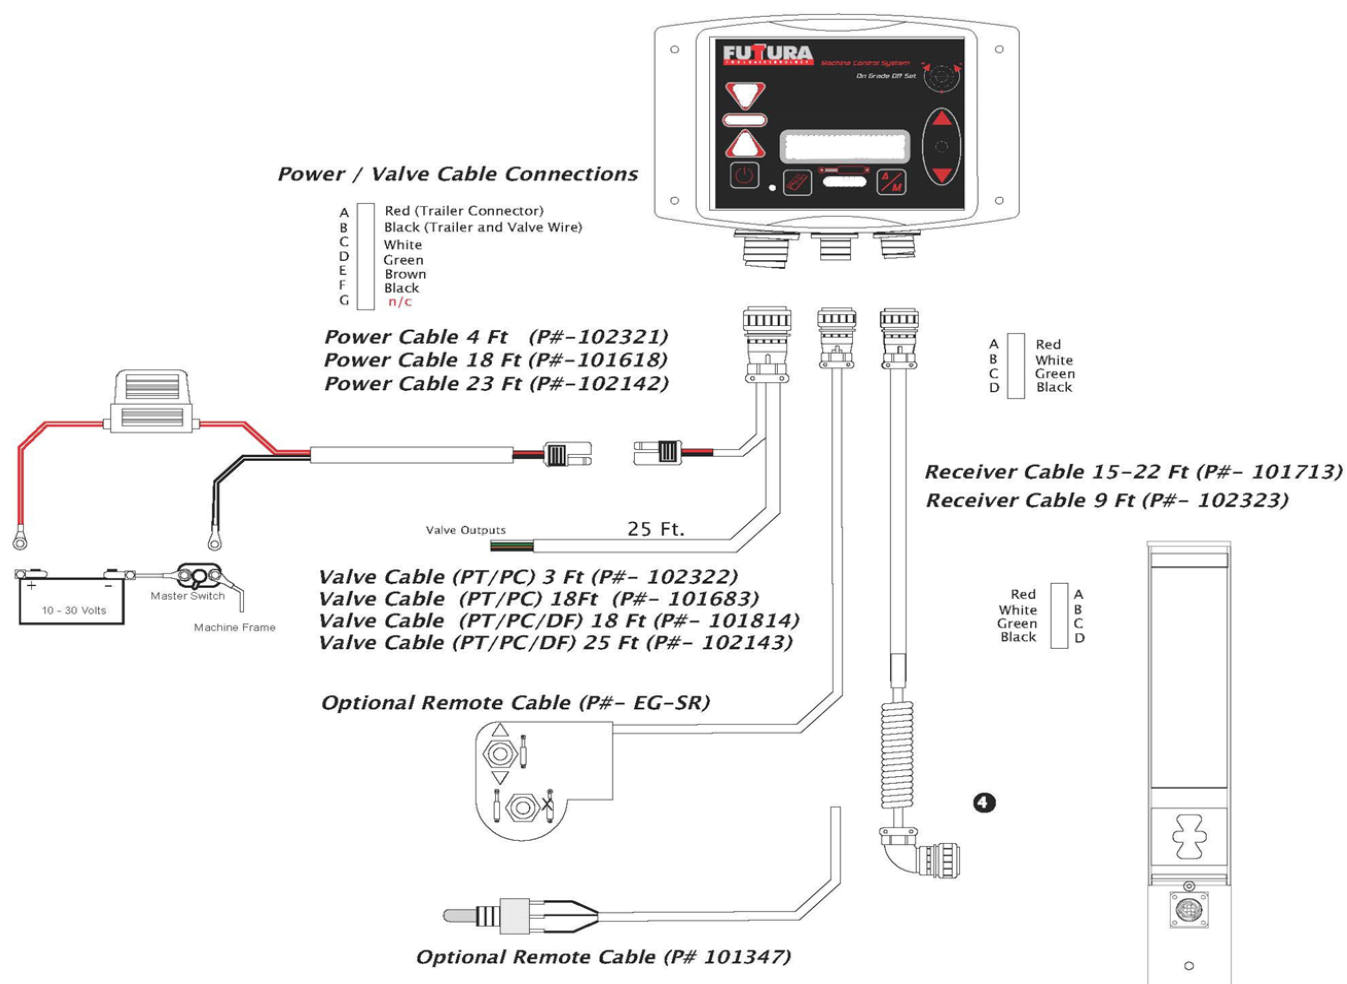 FUTURA
TOOLS & TECHNOLOGY
Machine Control System
On Grade Off Set
A/M
Power / Valve Cable Connections
A Red (Trailer Connector)
B Black (Trailer and Valve Wire)
C White
D Green
E Brown
F Black
G n/c
Power Cable 4 Ft (P#-102321)
Power Cable 18 Ft (P#-101618)
Power Cable 23 Ft (P#-102142)
A Red
B White
C Green
D Black
Receiver Cable 15-22 Ft (P#- 101713)
Receiver Cable 9 Ft (P#- 102323)
Valve Outputs
25 Ft.
+ -
10 - 30 Volts
Master Switch
Machine Frame
Valve Cable (PT/PC) 3 Ft (P#- 102322)
Valve Cable (PT/PC) 18Ft (P#- 101683)
Valve Cable (PT/PC/DF) 18 Ft (P#- 101814)
Valve Cable (PT/PC/DF) 25 Ft (P#- 102143)
Red A
White B
Green C
Black D
Optional Remote Cable (P#- EG-SR)
X
4
Optional Remote Cable (P# 101347)